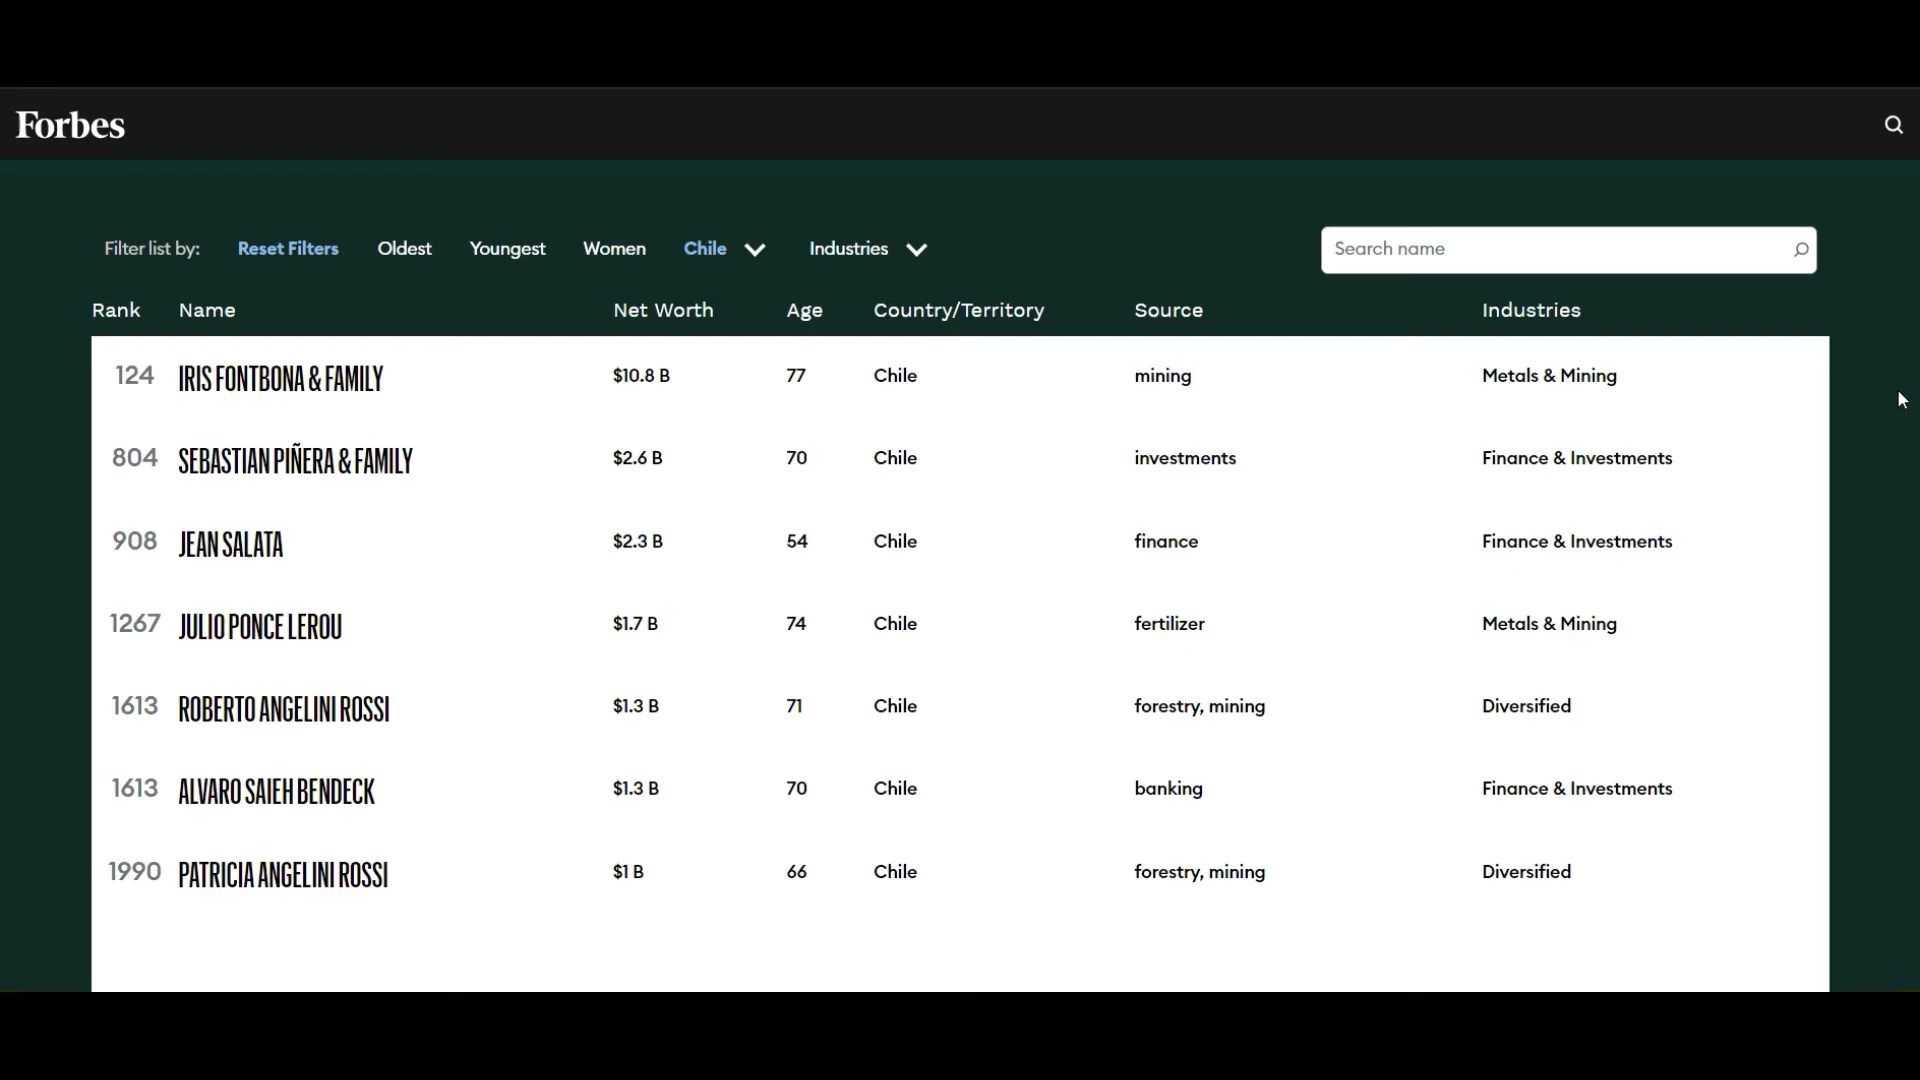 Forbes
Filter list by: Reset Filters Oldest Youngest Women Chile Industries Search name
Rank Name Net Worth Age Country/Territory Source Industries
124 IRIS FONTBONA & FAMILY $10.8 B 77 Chile mining Metals & Mining
804 SEBASTIAN PIÑERA & FAMILY $2.6 B 70 Chile investments Finance & Investments
908 JEAN SALATA $2.3 B 54 Chile finance Finance & Investments
1267 JULIO PONCE LEROU $1.7 B 74 Chile fertilizer Metals & Mining
1613 ROBERTO ANGELINI ROSSI $1.3 B 71 Chile forestry, mining Diversified
1613 ALVARO SAIEH BENDECK $1.3 B 70 Chile banking Finance & Investments
1990 PATRICIA ANGELINI ROSSI $1 B 66 Chile forestry, mining Diversified